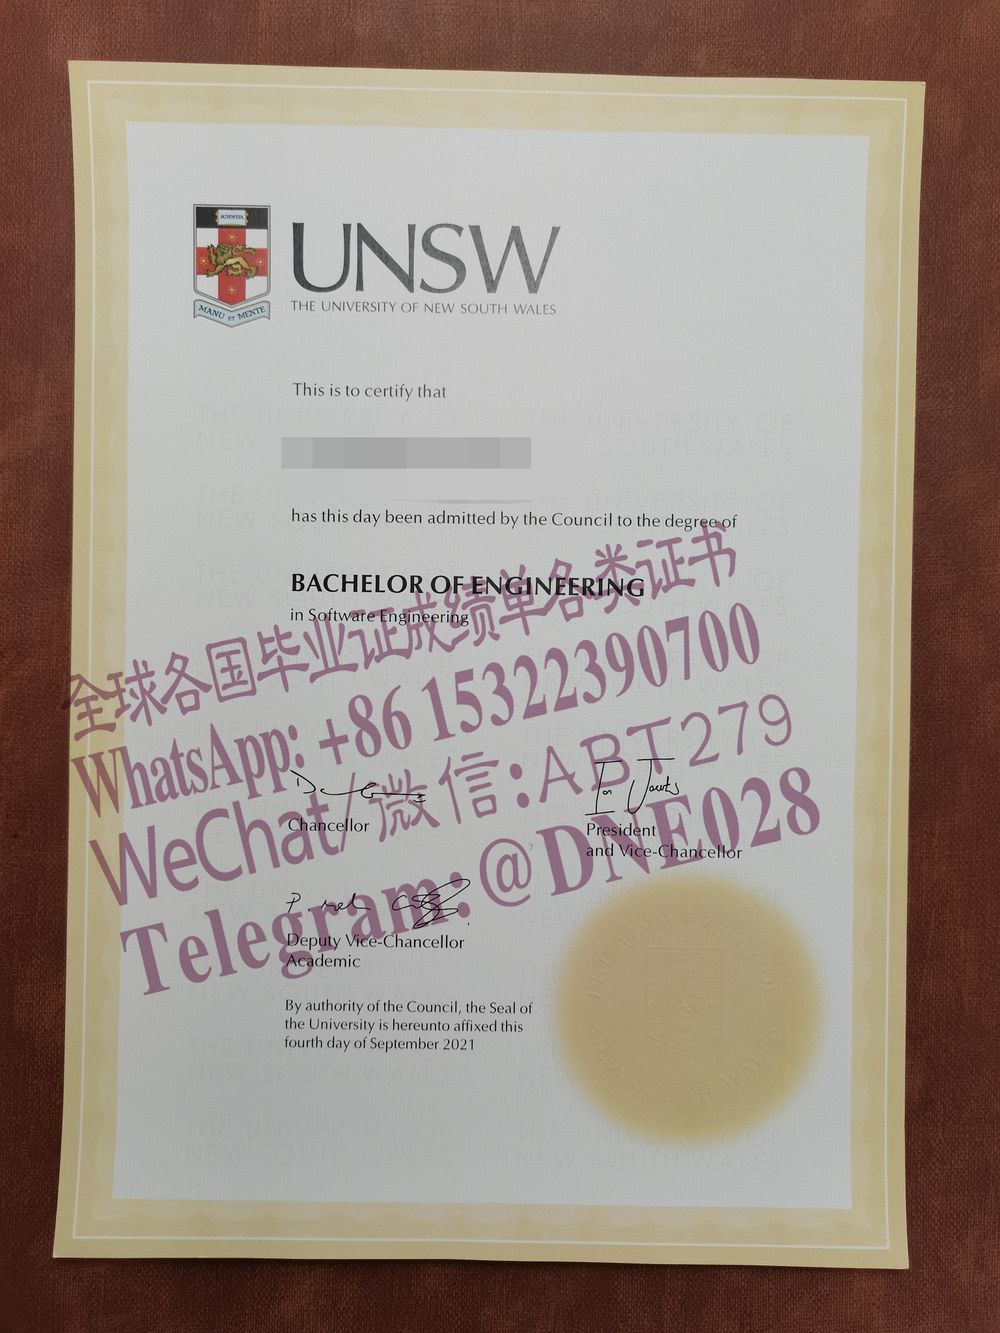 SCIENTIA
MANU ET MENTE
UNSW
THE UNIVERSITY OF NEW SOUTH WALES
This is to certify that
has this day been admitted by the Council to the degree of
BACHELOR OF ENGINEERING
in Software Engineering
全球各国毕业证成绩单各类证书
WhatsApp: +86 15322390700
WeChat/微信:ABT279
Telegram:@DNE028
Chancellor
President
and Vice-Chancellor
Deputy Vice-Chancellor
Academic
By authority of the Council, the Seal of
the University is hereunto affixed this
fourth day of September 2021